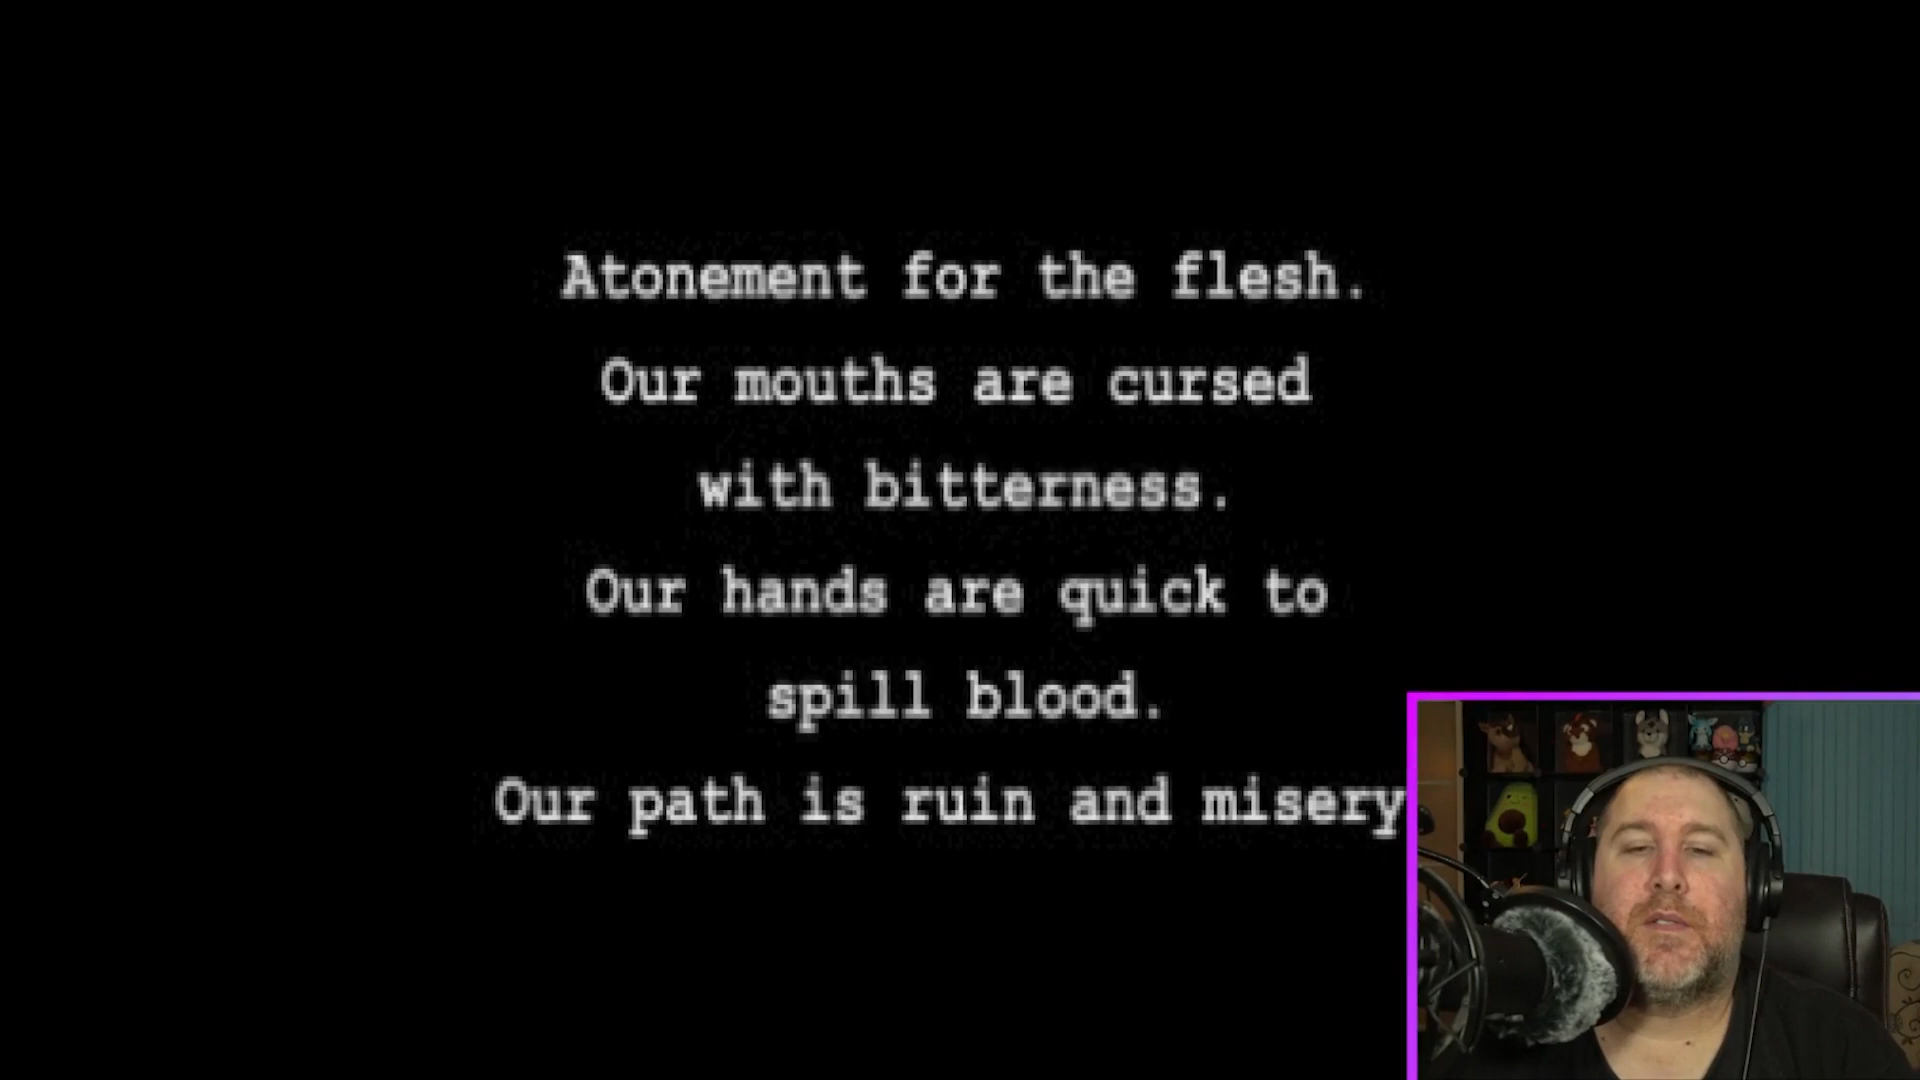 Atonement for the flesh.
Our mouths are cursed
with bitterness.
Our hands are quick to
spill blood.
Our path is ruin and misery